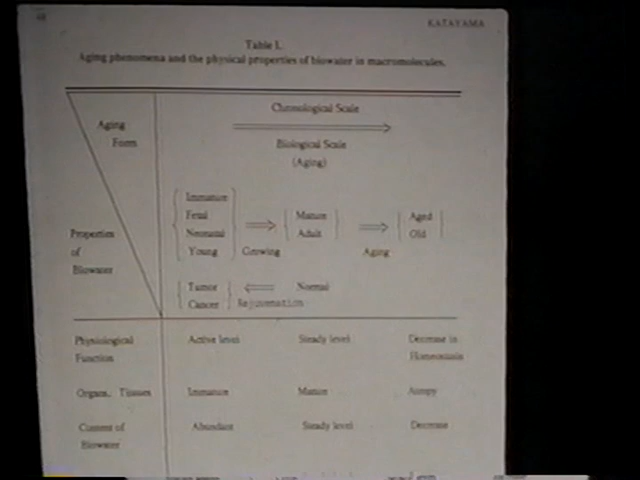 48
KATAYAMA
Table I.
Aging phenomena and the physical properties of biowater in macromolecules.
Chronological Scale
Aging
Form
Biological Scale
(Aging)
Immature
Fetal
Neonatal
Young
Growing
Mature
Adult
Aging
Aged
Old
Properties
of
Biowater
Tumor
Cancer
Normal
Rejuvenation
Physiological
Function
Active level
Steady level
Decrease in
Homeostasis
Organs, Tissues
Immature
Mature
Atropy
Content of
Biowater
Abundant
Steady level
Decrease